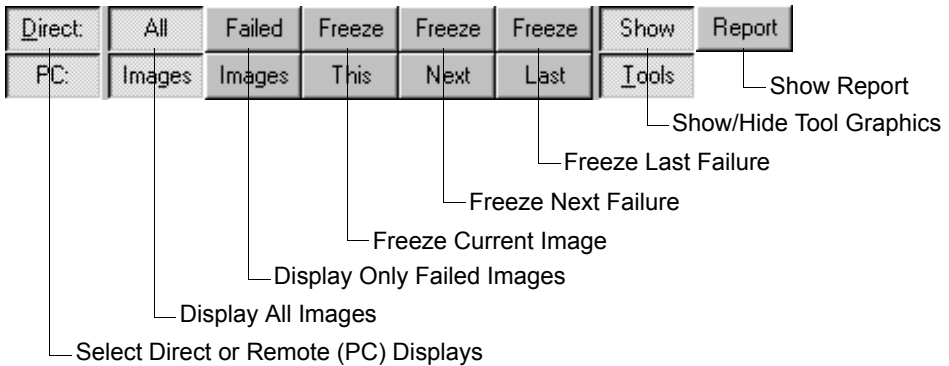 Direct: All Failed Freeze Freeze Freeze Show Report
PC: Images Images This Next Last Tools
Show Report
Show/Hide Tool Graphics
Freeze Last Failure
Freeze Next Failure
Freeze Current Image
Display Only Failed Images
Display All Images
Select Direct or Remote (PC) Displays